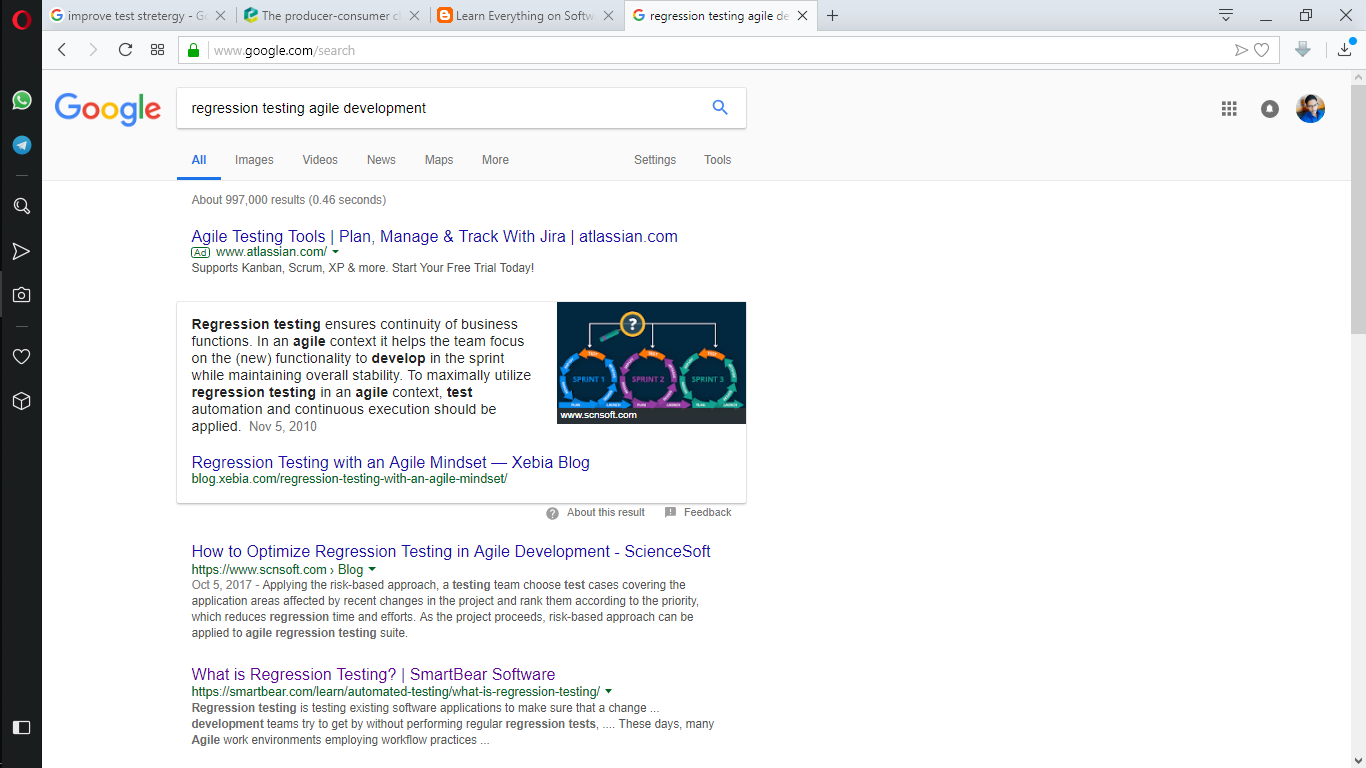 improve test stretergy - G
The producer-consumer c
Learn Everything on Softw
regression testing agile de
www.google.com/search
Google
regression testing agile development
All Images Videos News Maps More Settings Tools
About 997,000 results (0.46 seconds)
Agile Testing Tools | Plan, Manage & Track With Jira | atlassian.com
Ad www.atlassian.com/
Supports Kanban, Scrum, XP & more. Start Your Free Trial Today!
Regression testing ensures continuity of business
functions. In an agile context it helps the team focus
on the (new) functionality to develop in the sprint
while maintaining overall stability. To maximally utilize
regression testing in an agile context, test
automation and continuous execution should be
applied. Nov 5, 2010
?
TEST TEST TEST
SPRINT 1 SPRINT 2 SPRINT 3
PLAN LAUNCH PLAN LAUNCH PLAN LAUNCH
www.scnsoft.com
Regression Testing with an Agile Mindset — Xebia Blog
blog.xebia.com/regression-testing-with-an-agile-mindset/
About this result Feedback
How to Optimize Regression Testing in Agile Development - ScienceSoft
https://www.scnsoft.com › Blog
Oct 5, 2017 - Applying the risk-based approach, a testing team choose test cases covering the
application areas affected by recent changes in the project and rank them according to the priority,
which reduces regression time and efforts. As the project proceeds, risk-based approach can be
applied to agile regression testing suite.
What is Regression Testing? | SmartBear Software
https://smartbear.com/learn/automated-testing/what-is-regression-testing/
Regression testing is testing existing software applications to make sure that a change ...
development teams try to get by without performing regular regression tests, .... These days, many
Agile work environments employing workflow practices ...